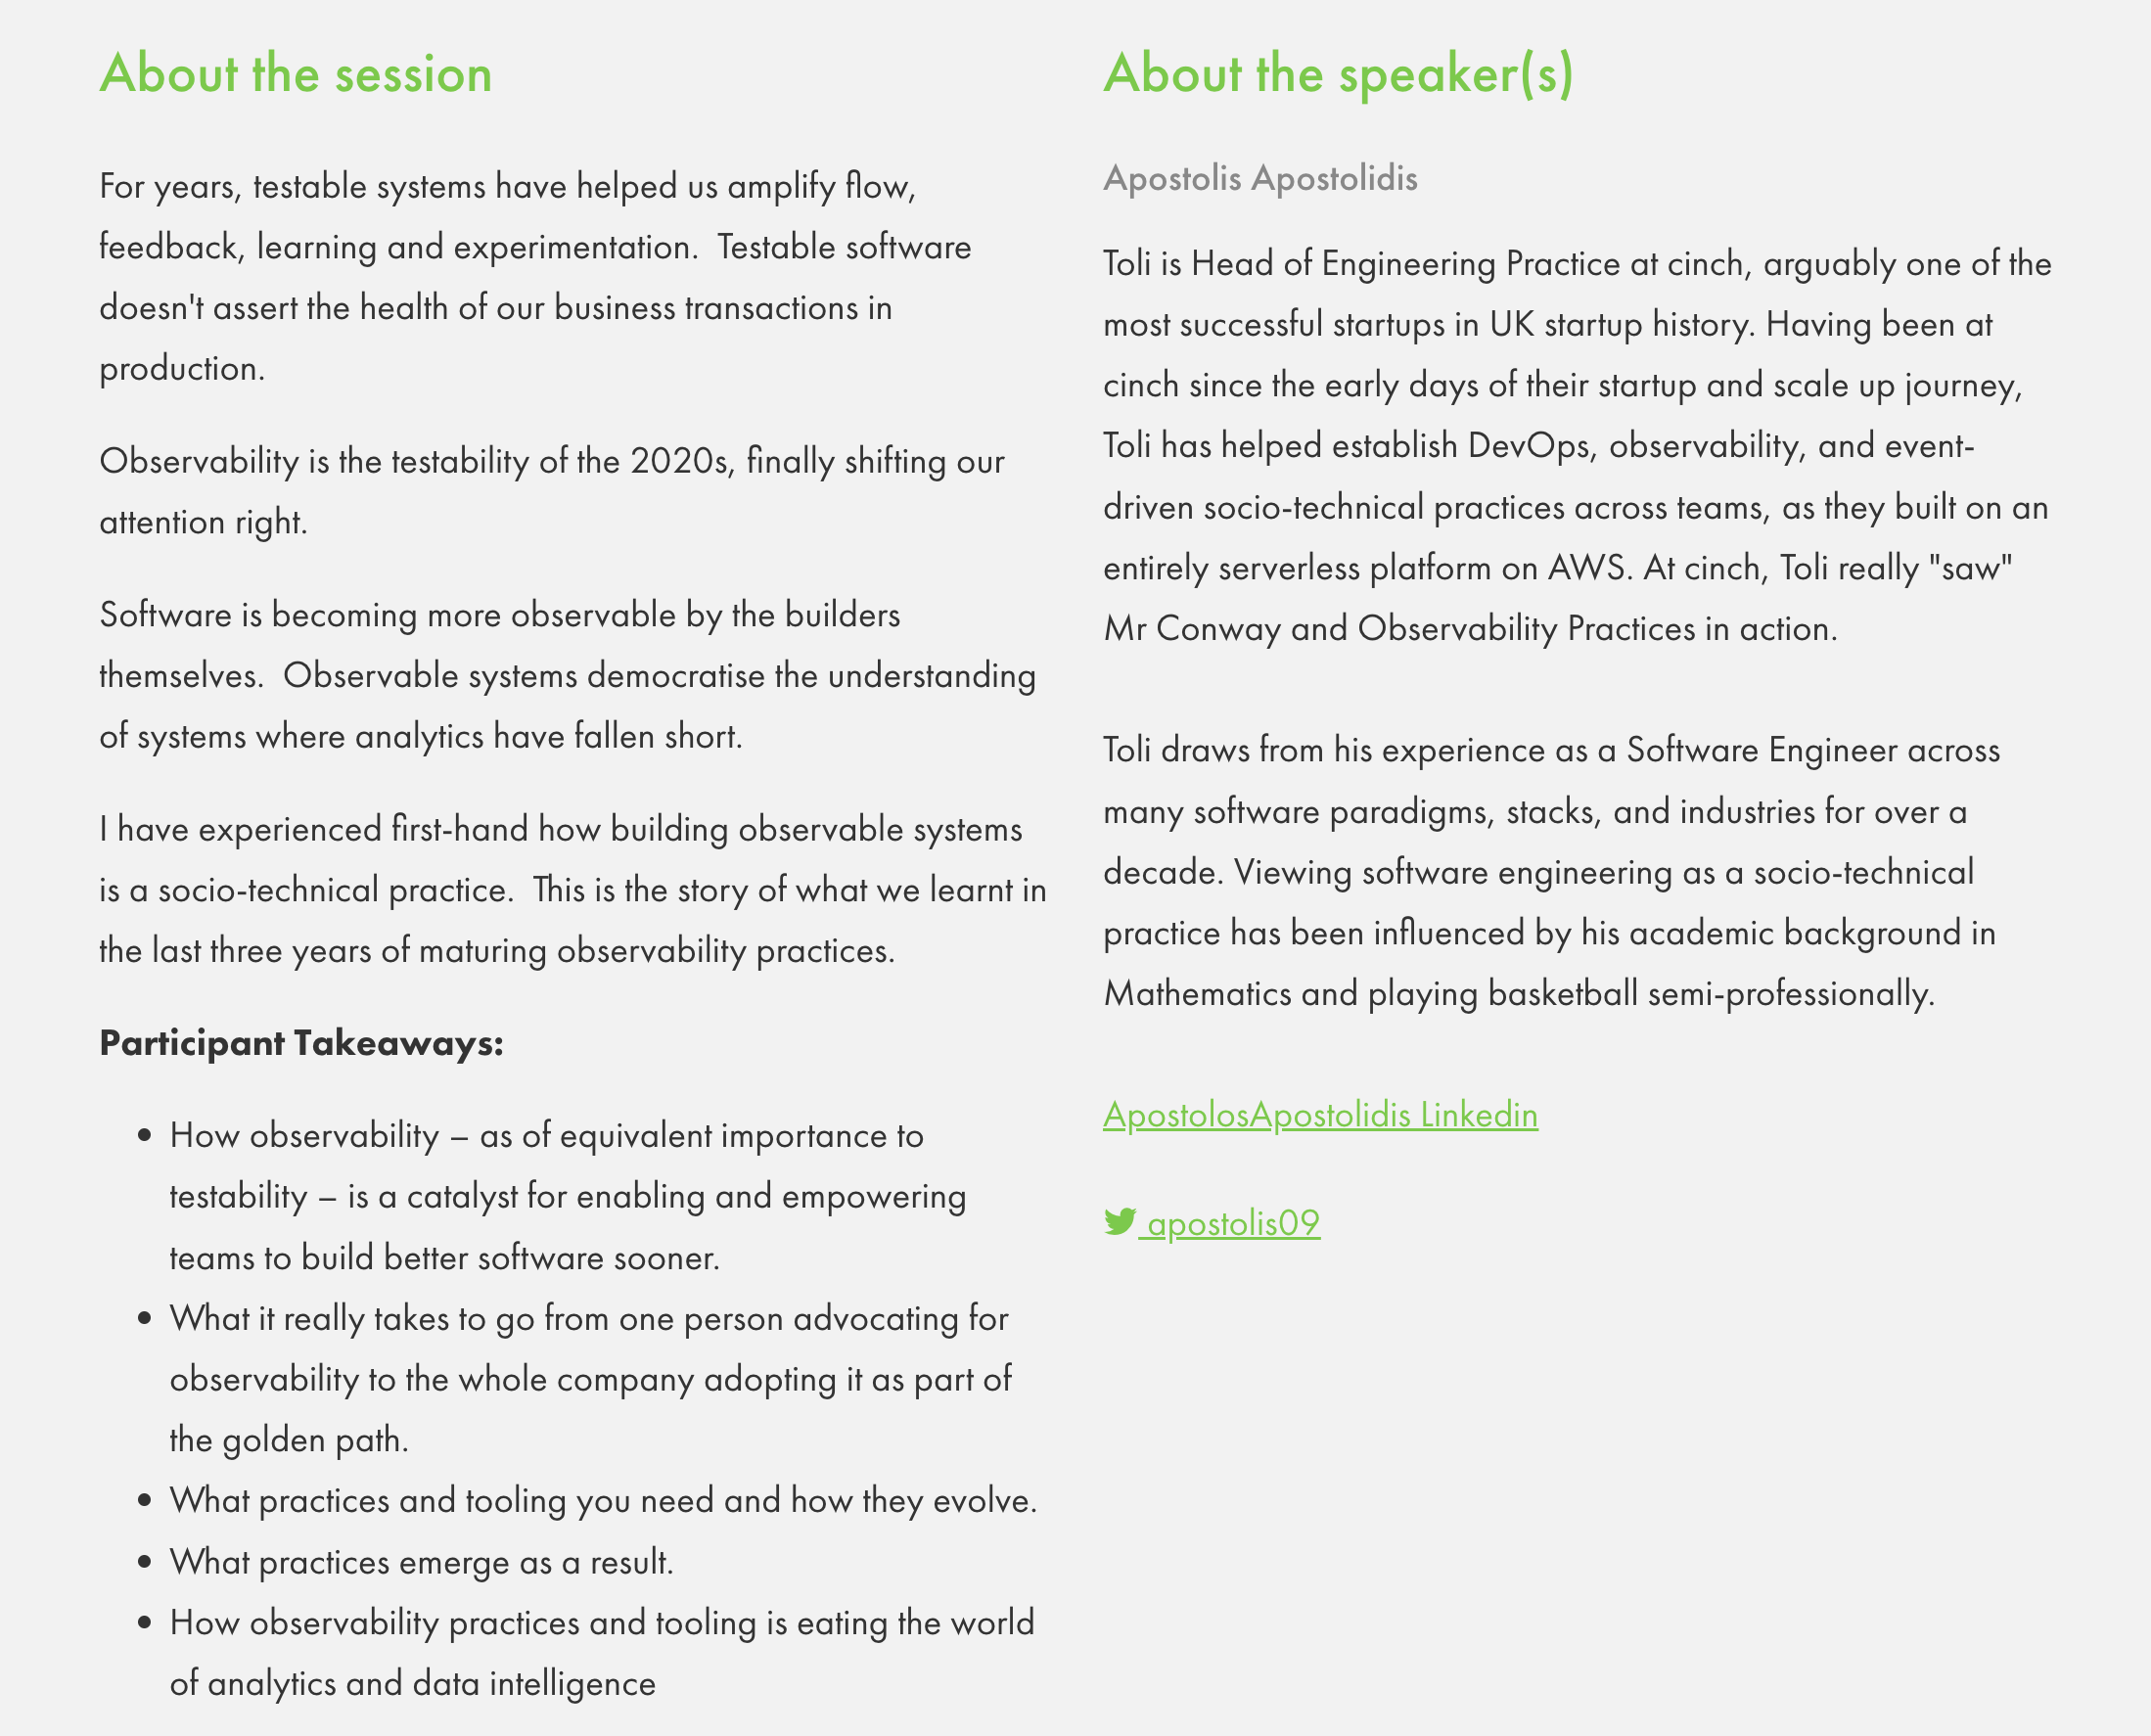 About the session
For years, testable systems have helped us amplify flow,
feedback, learning and experimentation.  Testable software
doesn't assert the health of our business transactions in
production.
Observability is the testability of the 2020s, finally shifting our
attention right.
Software is becoming more observable by the builders
themselves.  Observable systems democratise the understanding
of systems where analytics have fallen short.
I have experienced first-hand how building observable systems
is a socio-technical practice.  This is the story of what we learnt in
the last three years of maturing observability practices.
Participant Takeaways:
• How observability – as of equivalent importance to
testability – is a catalyst for enabling and empowering
teams to build better software sooner.
• What it really takes to go from one person advocating for
observability to the whole company adopting it as part of
the golden path.
• What practices and tooling you need and how they evolve.
• What practices emerge as a result.
• How observability practices and tooling is eating the world
of analytics and data intelligence
About the speaker(s)
Apostolis Apostolidis
Toli is Head of Engineering Practice at cinch, arguably one of the
most successful startups in UK startup history. Having been at
cinch since the early days of their startup and scale up journey,
Toli has helped establish DevOps, observability, and event-
driven socio-technical practices across teams, as they built on an
entirely serverless platform on AWS. At cinch, Toli really "saw"
Mr Conway and Observability Practices in action.
Toli draws from his experience as a Software Engineer across
many software paradigms, stacks, and industries for over a
decade. Viewing software engineering as a socio-technical
practice has been influenced by his academic background in
Mathematics and playing basketball semi-professionally.
ApostolosApostolidis Linkedin
apostolis09